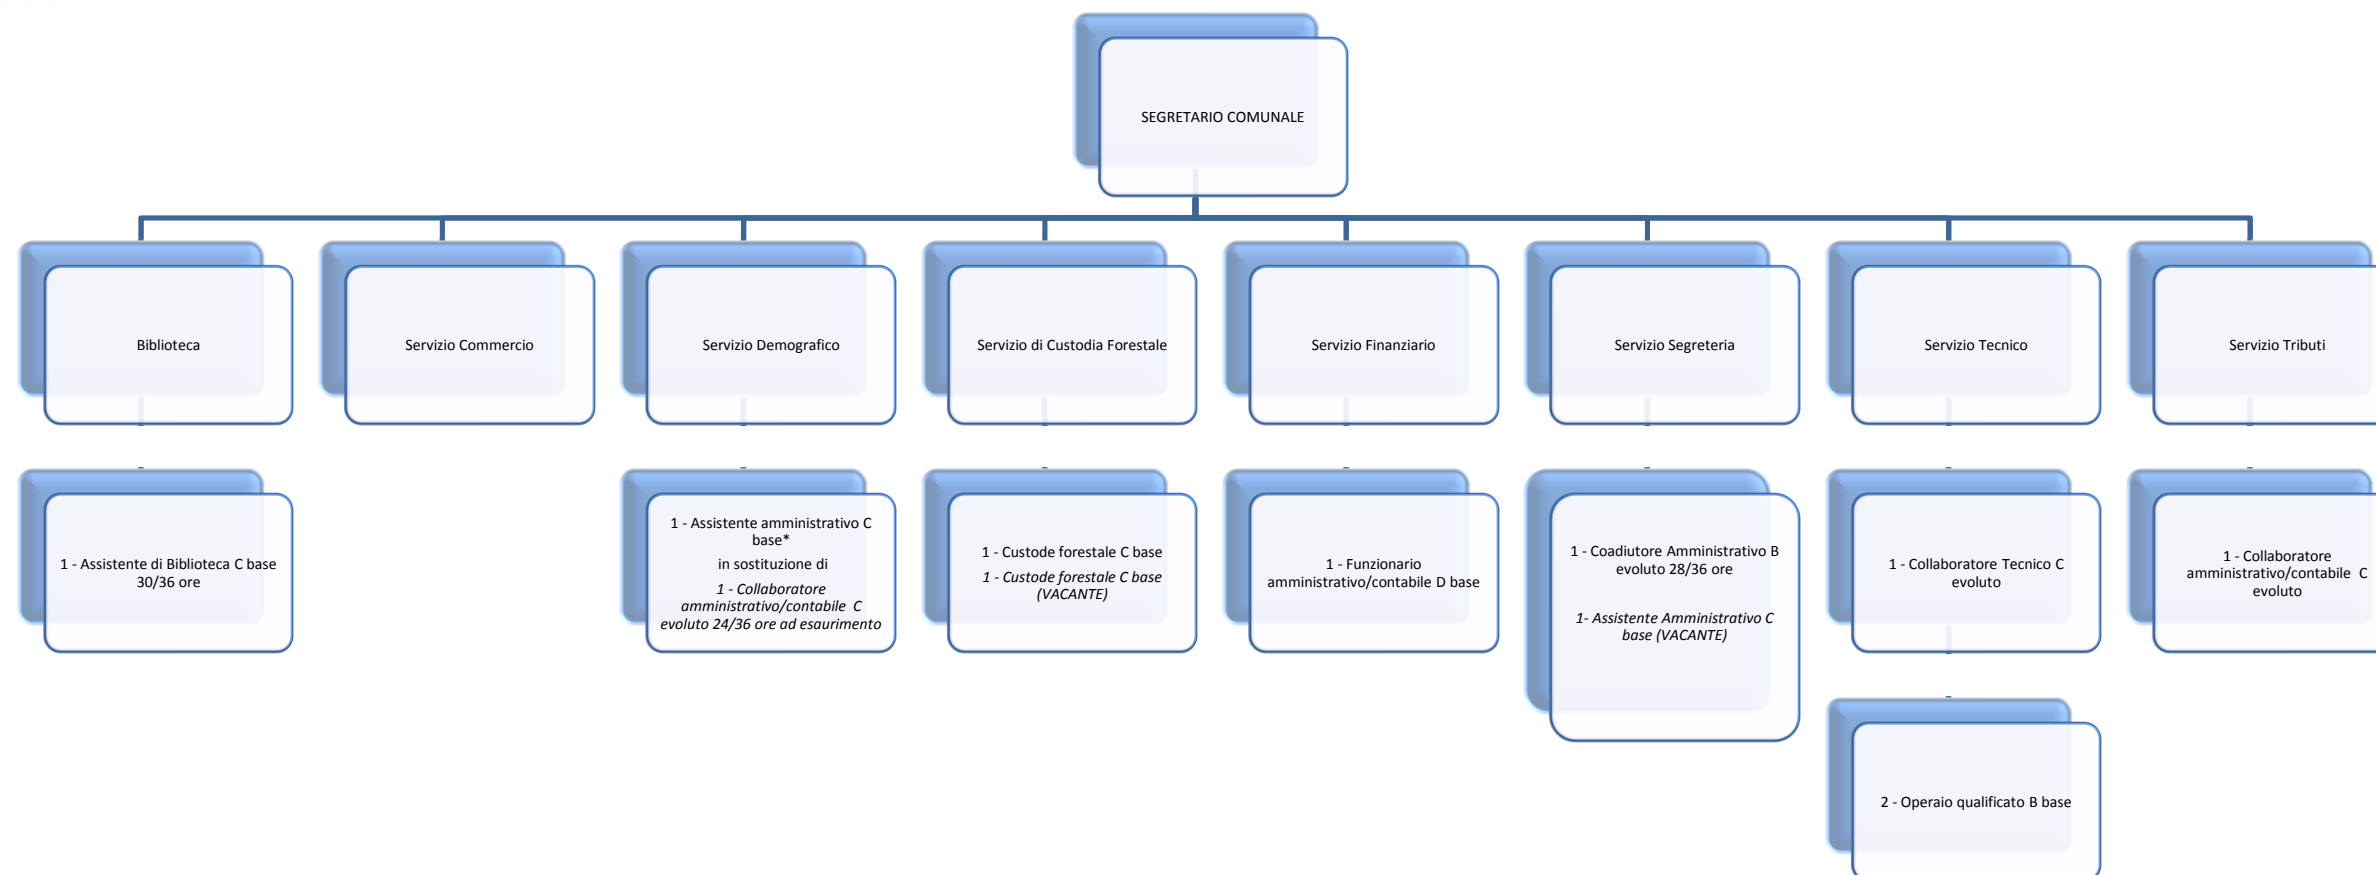 SEGRETARIO COMUNALE
Biblioteca
Servizio Commercio
Servizio Demografico
Servizio di Custodia Forestale
Servizio Finanziario
Servizio Segreteria
Servizio Tecnico
Servizio Tributi
1 - Assistente di Biblioteca C base
30/36 ore
1 - Assistente amministrativo C
base*
in sostituzione di
1 - Collaboratore
amministrativo/contabile C
evoluto 24/36 ore ad esaurimento
1 - Custode forestale C base
1 - Custode forestale C base
(VACANTE)
1 - Funzionario
amministrativo/contabile D base
1 - Coadiutore Amministrativo B
evoluto 28/36 ore
1- Assistente Amministrativo C
base (VACANTE)
1 - Collaboratore Tecnico C
evoluto
1 - Collaboratore
amministrativo/contabile C
evoluto
2 - Operaio qualificato B base